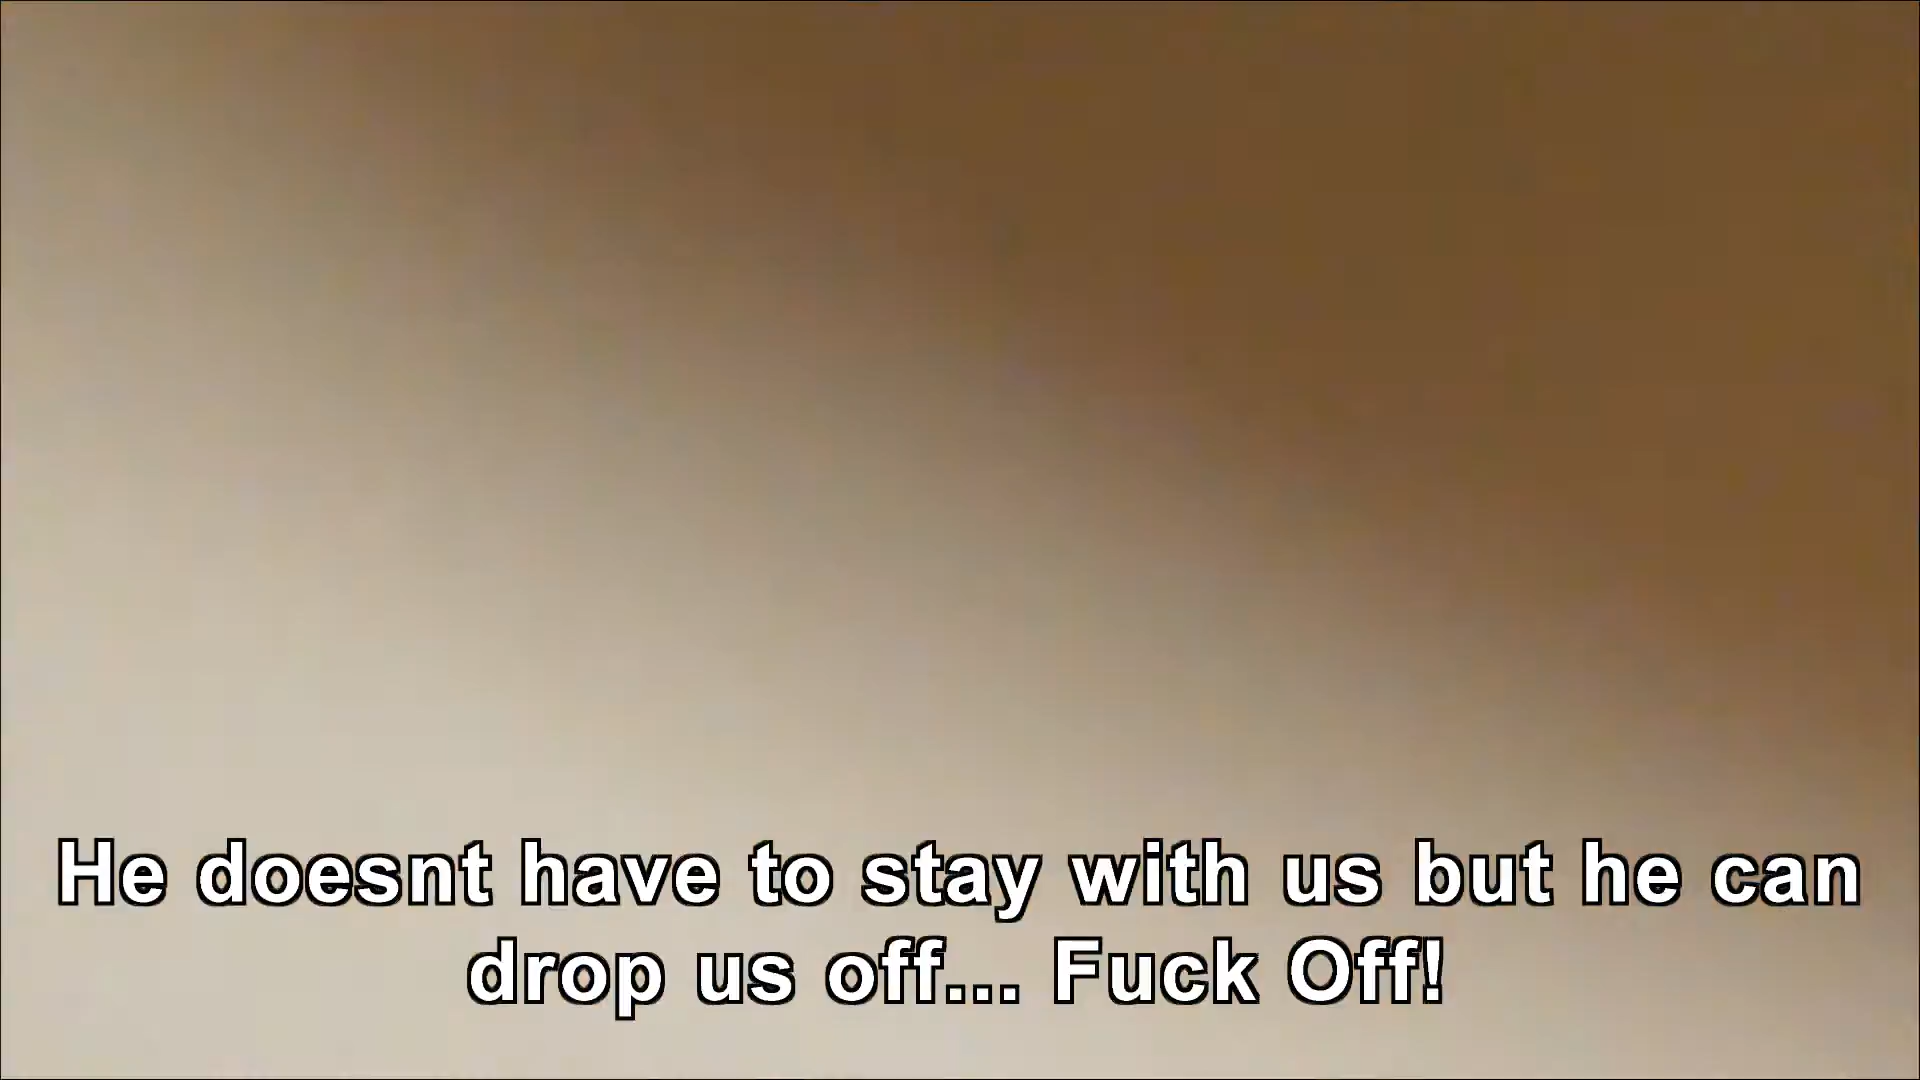 He doesnt have to stay with us but he can
drop us off... Fuck Off!